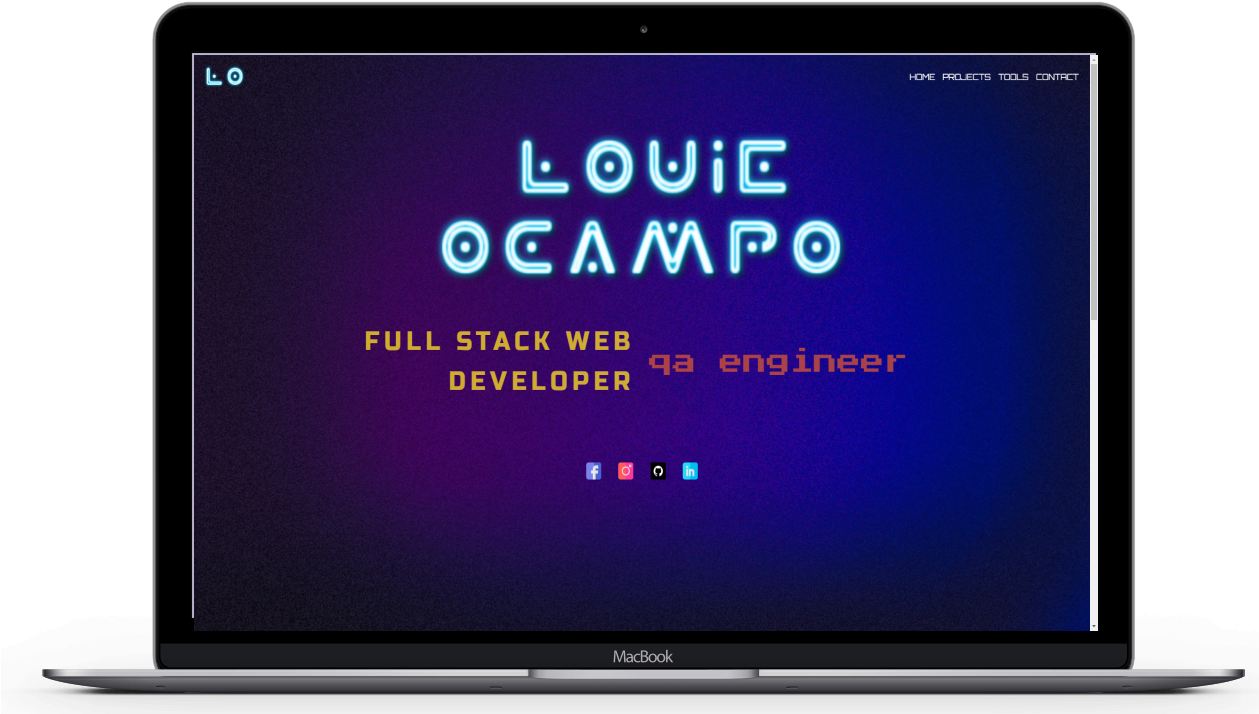 LO
HOME PROJECTS TOOLS CONTACT
LOUiE
OCAMPO
FULL STACK WEB
DEVELOPER
qa engineer
MacBook